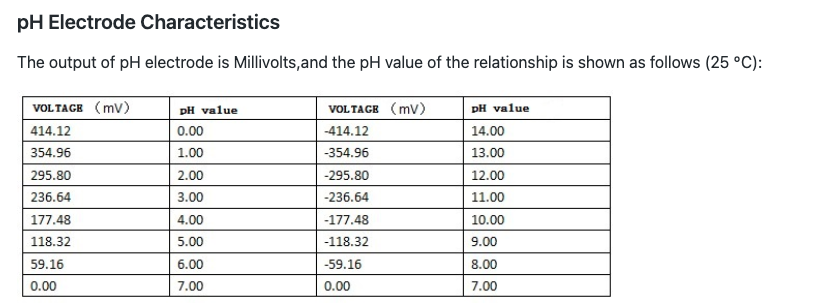 pH Electrode Characteristics
The output of pH electrode is Millivolts,and the pH value of the relationship is shown as follows (25 °C):
VOLTAGE （mV） pH value VOLTAGE （mV） pH value
414.12 0.00 -414.12 14.00
354.96 1.00 -354.96 13.00
295.80 2.00 -295.80 12.00
236.64 3.00 -236.64 11.00
177.48 4.00 -177.48 10.00
118.32 5.00 -118.32 9.00
59.16 6.00 -59.16 8.00
0.00 7.00 0.00 7.00